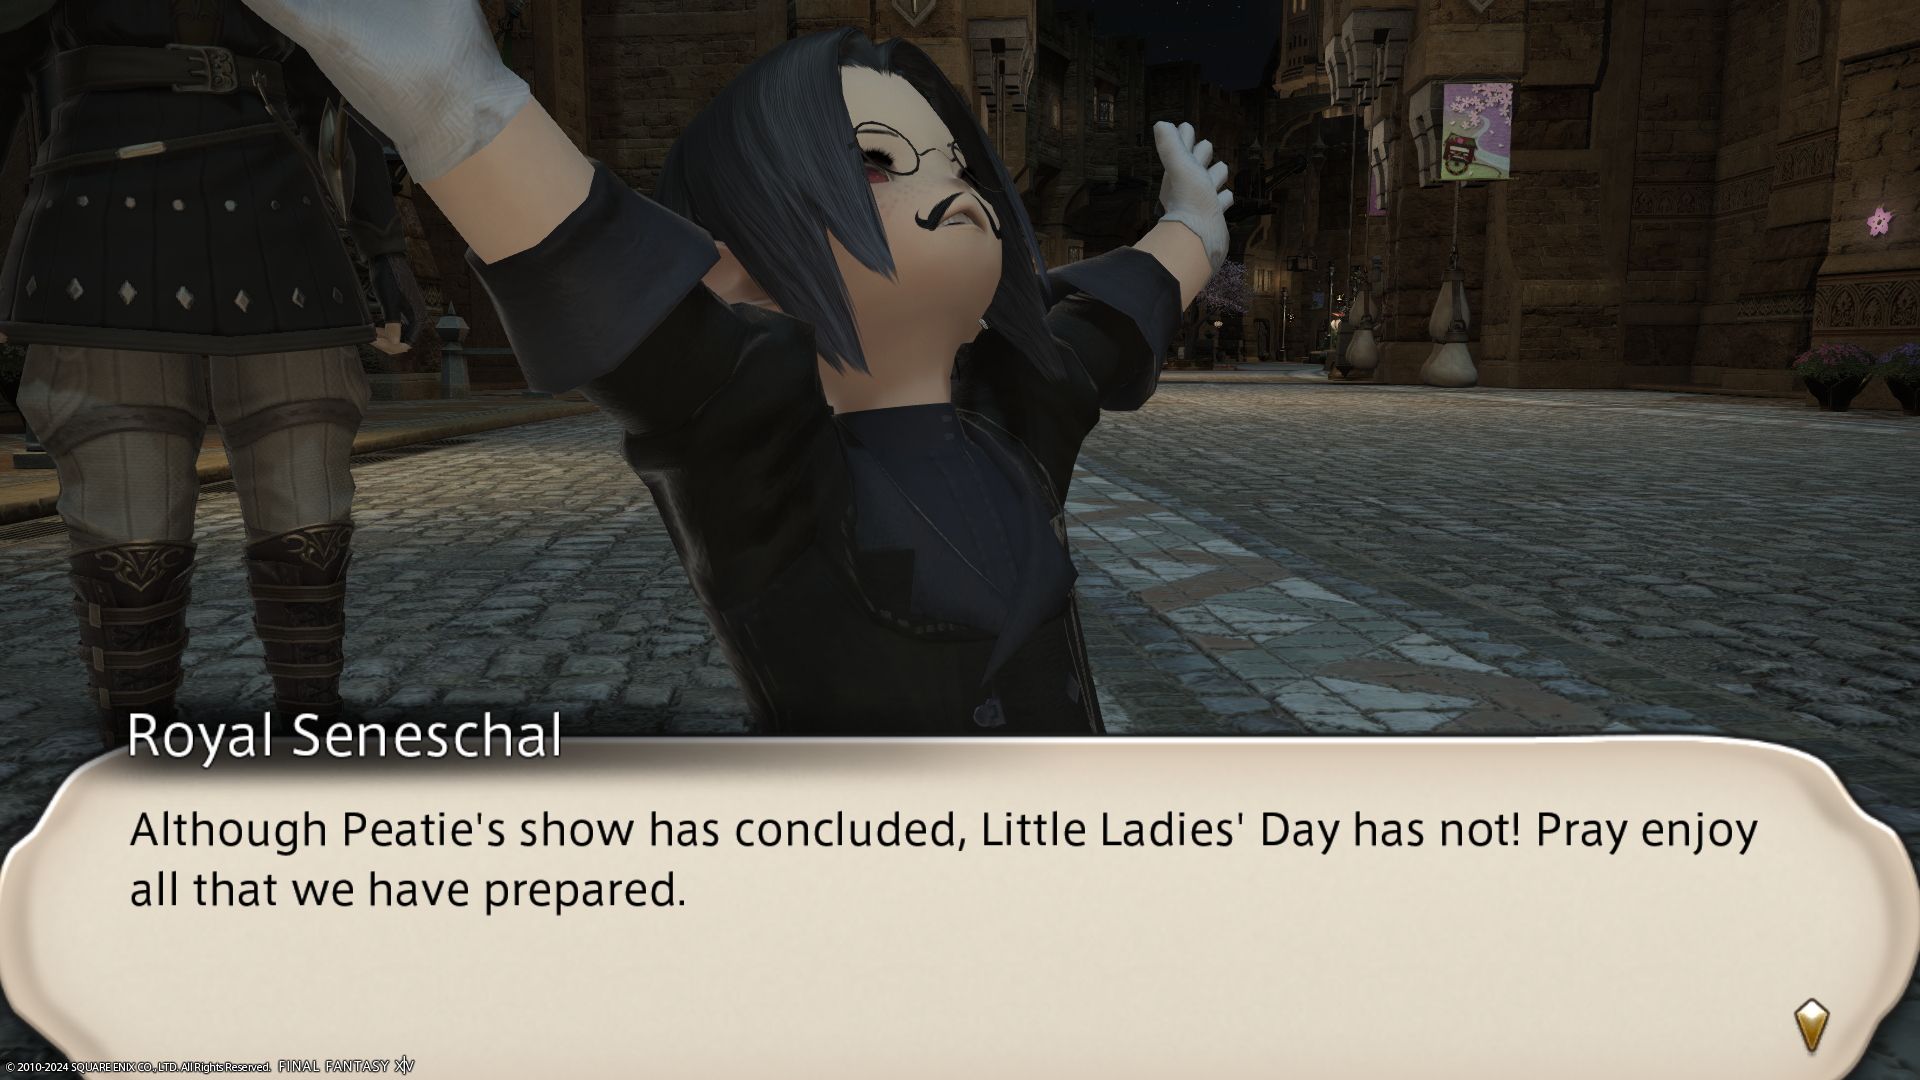 Royal Seneschal
Although Peatie's show has concluded, Little Ladies' Day has not! Pray enjoy
all that we have prepared.
© 2010-2024 SQUARE ENIX CO., LTD. All Rights Reserved. FINAL FANTASY XIV